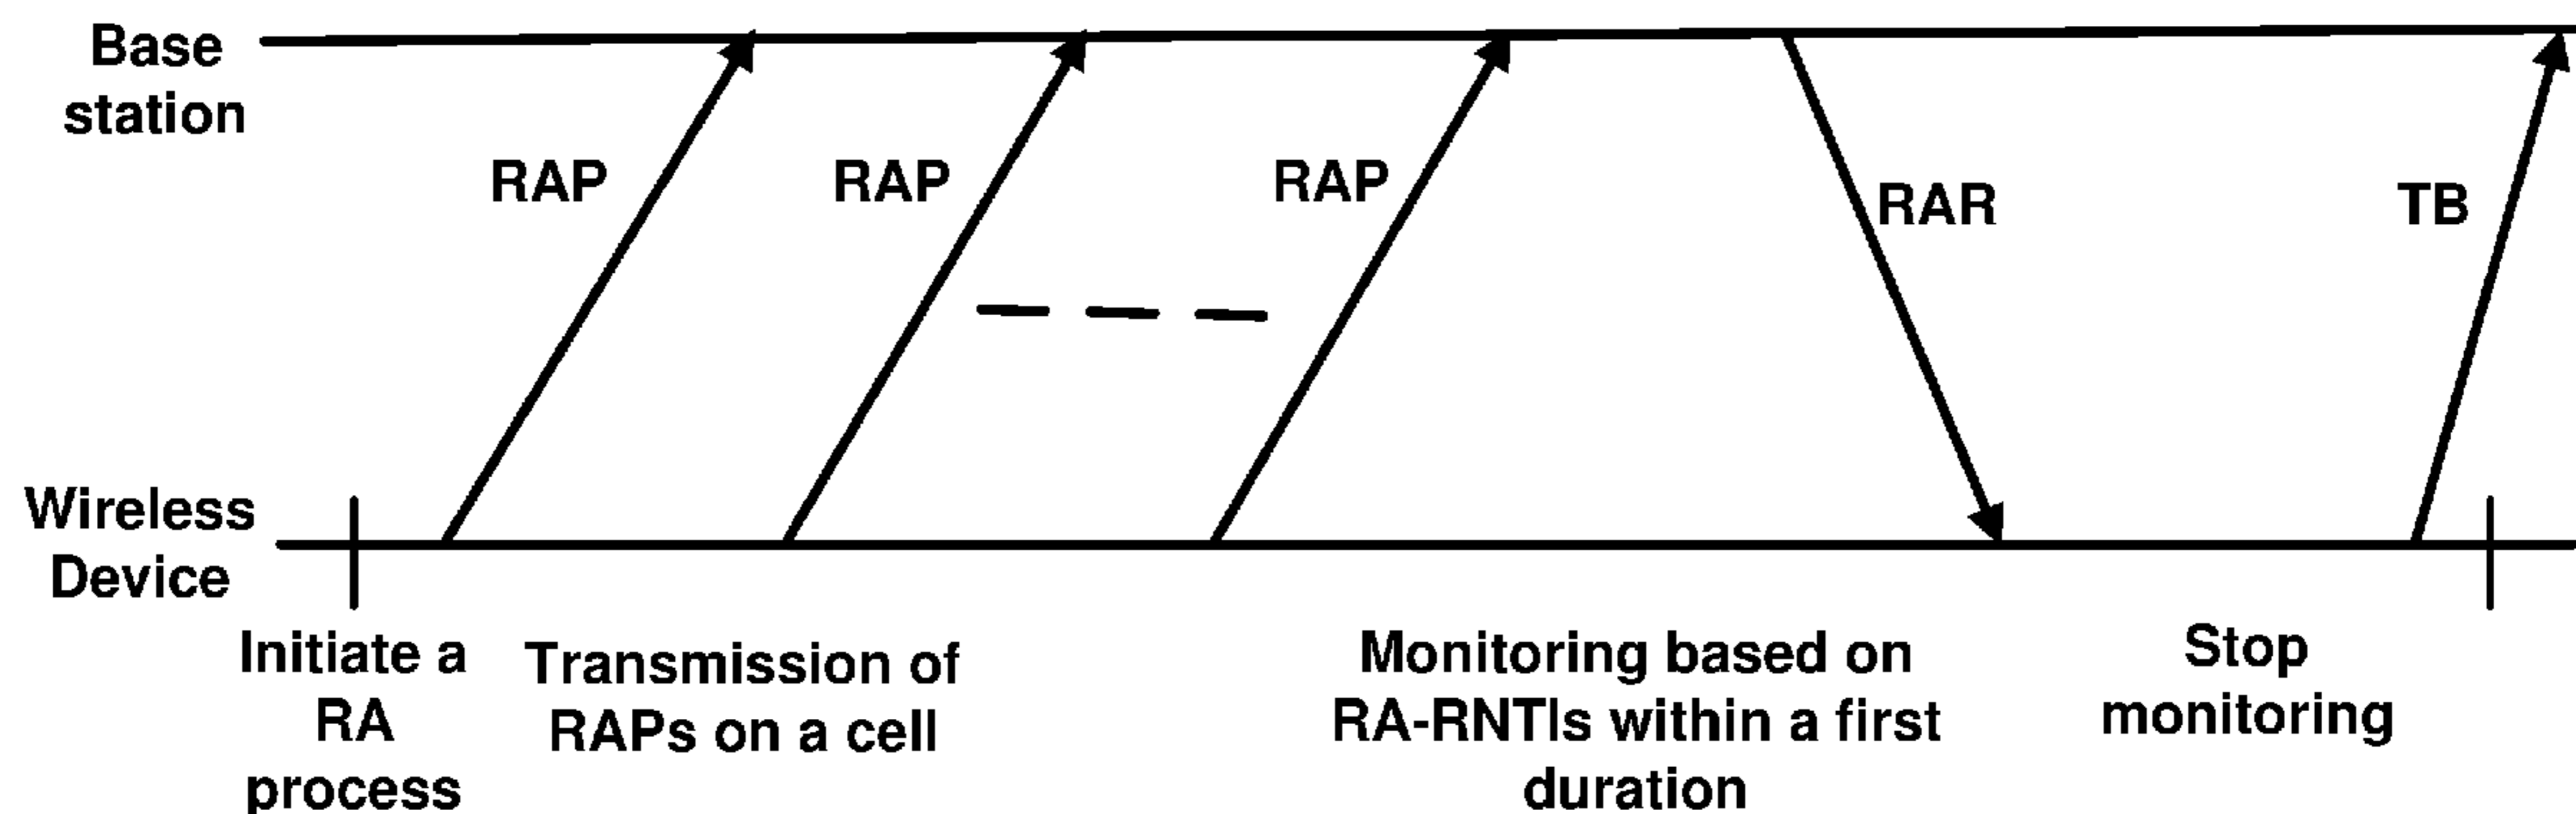 Base
station
RAP
RAP
RAP
RAR
TB
Wireless
Device
Initiate a
RA
process
Transmission of
RAPs on a cell
Monitoring based on
RA-RNTIs within a first
duration
Stop
monitoring